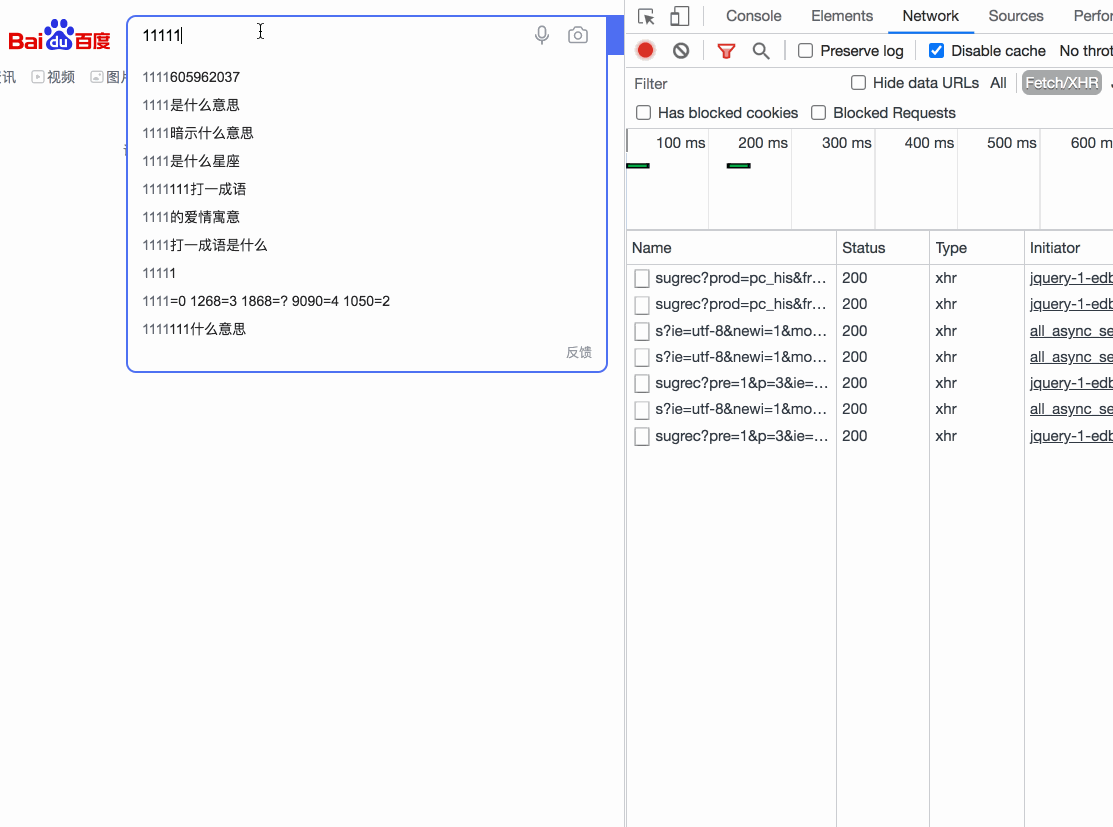 Bai du 百度
11111
讯 视频 图片
1111605962037
1111是什么意思
1111暗示什么意思
1111是什么星座
1111111打一成语
1111的爱情寓意
1111打一成语是什么
11111
1111=0 1268=3 1868=? 9090=4 1050=2
1111111什么意思
反馈
Console Elements Network Sources Perfor
Preserve log Disable cache No throt
Filter Hide data URLs All Fetch/XHR
Has blocked cookies Blocked Requests
100 ms 200 ms 300 ms 400 ms 500 ms 600 m
Name Status Type Initiator
sugrec?prod=pc_his&fr… 200 xhr jquery-1-edb
sugrec?prod=pc_his&fr… 200 xhr jquery-1-edb
s?ie=utf-8&newi=1&mo… 200 xhr all_async_se
s?ie=utf-8&newi=1&mo… 200 xhr all_async_se
sugrec?pre=1&p=3&ie=… 200 xhr jquery-1-edb
s?ie=utf-8&newi=1&mo… 200 xhr all_async_se
sugrec?pre=1&p=3&ie=… 200 xhr jquery-1-edb